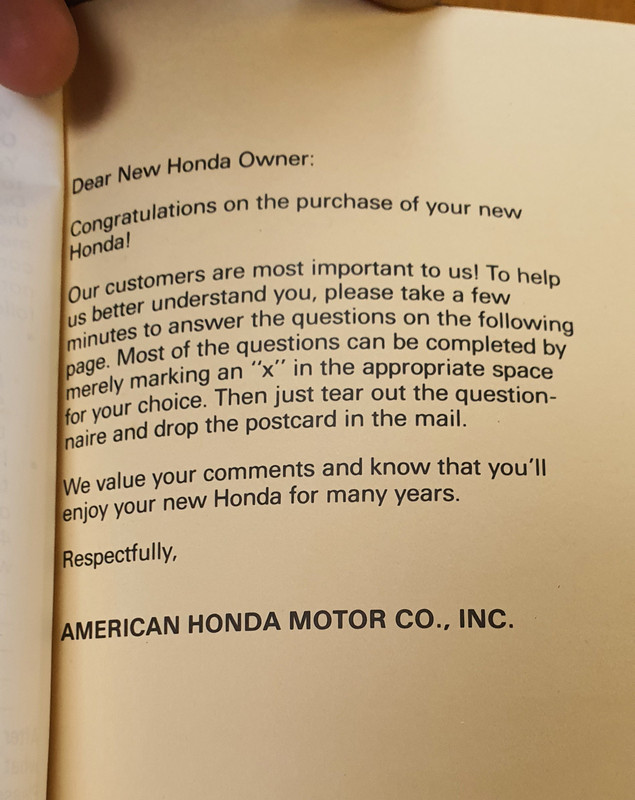 Dear New Honda Owner:
Congratulations on the purchase of your new
Honda!
Our customers are most important to us! To help
us better understand you, please take a few
minutes to answer the questions on the following
page. Most of the questions can be completed by
merely marking an “x” in the appropriate space
for your choice. Then just tear out the question-
naire and drop the postcard in the mail.
We value your comments and know that you’ll
enjoy your new Honda for many years.
Respectfully,
AMERICAN HONDA MOTOR CO., INC.